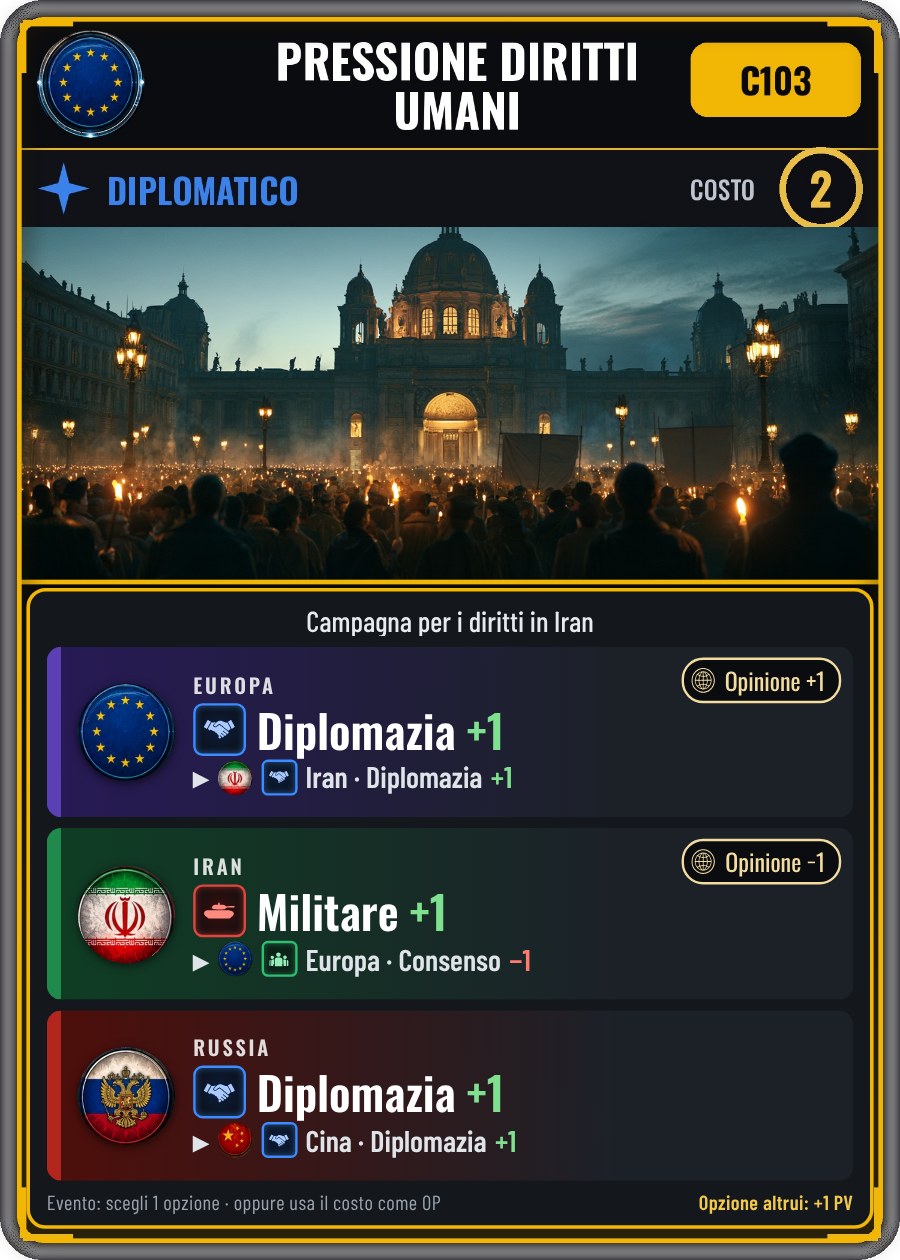 PRESSIONE DIRITTI
UMANI
C103
DIPLOMATICO
COSTO
2
Campagna per i diritti in Iran
EUROPA
Opinione +1
Diplomazia +1
▶ Iran · Diplomazia +1
IRAN
Opinione −1
Militare +1
▶ Europa · Consenso −1
RUSSIA
Diplomazia +1
▶ Cina · Diplomazia +1
Evento: scegli 1 opzione · oppure usa il costo come OP
Opzione altrui: +1 PV